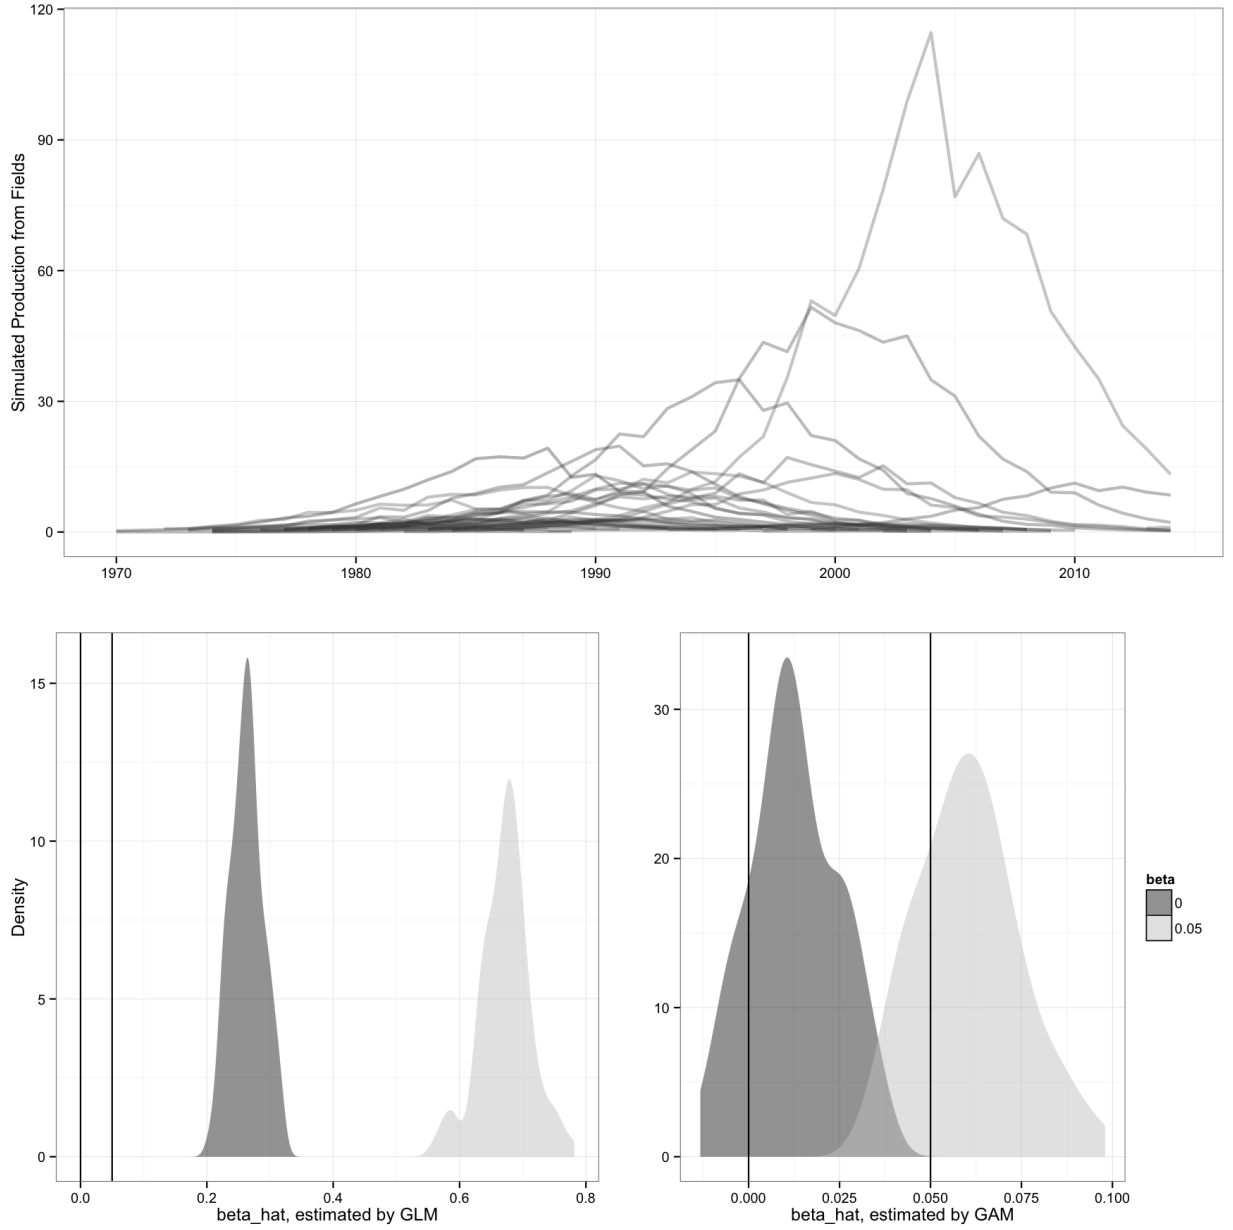 Simulated Production from Fields
120
90
60
30
0
1970 1980 1990 2000 2010
Density
15
10
5
0
0.0 0.2 0.4 0.6 0.8
beta_hat, estimated by GLM
30
20
10
0
0.000 0.025 0.050 0.075 0.100
beta_hat, estimated by GAM
beta
0
0.05